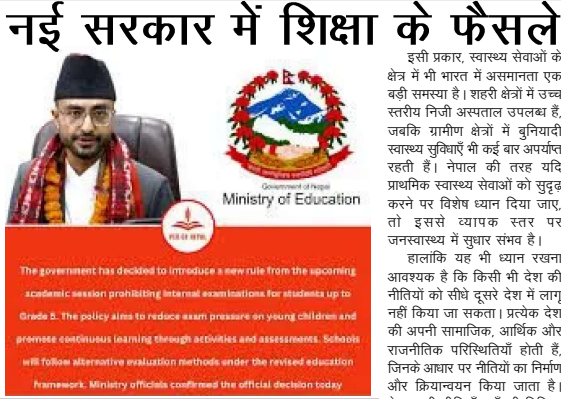 नई सरकार में शिक्षा के फैसले
Government of Nepal
Ministry of Education
The government has decided to introduce a new rule from the upcoming
academic session prohibiting internal examinations for students up to
Grade 5. The policy aims to reduce exam pressure on young children and
promote continuous learning through activities and assessments. Schools
will follow alternative evaluation methods under the revised education
framework. Ministry officials confirmed the official decision today
इसी प्रकार, स्वास्थ्य सेवाओं के
क्षेत्र में भी भारत में असमानता एक
बड़ी समस्या है। शहरी क्षेत्रों में उच्च
स्तरीय निजी अस्पताल उपलब्ध हैं,
जबकि ग्रामीण क्षेत्रों में बुनियादी
स्वास्थ्य सुविधाएँ भी कई बार अपर्याप्त
रहती हैं। नेपाल की तरह यदि
प्राथमिक स्वास्थ्य सेवाओं को सुदृढ़
करने पर विशेष ध्यान दिया जाए,
तो इससे व्यापक स्तर पर
जनस्वास्थ्य में सुधार संभव है।
हालांकि यह भी ध्यान रखना
आवश्यक है कि किसी भी देश की
नीतियों को सीधे दूसरे देश में लागू
नहीं किया जा सकता। प्रत्येक देश
की अपनी सामाजिक, आर्थिक और
राजनीतिक परिस्थितियाँ होती हैं,
जिनके आधार पर नीतियों का निर्माण
और क्रियान्वयन किया जाता है।